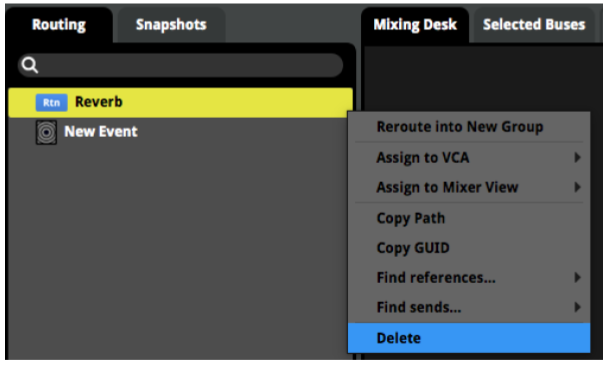 Routing Snapshots Mixing Desk Selected Buses
Rtn Reverb
New Event
Reroute into New Group
Assign to VCA
Assign to Mixer View
Copy Path
Copy GUID
Find references...
Find sends...
Delete